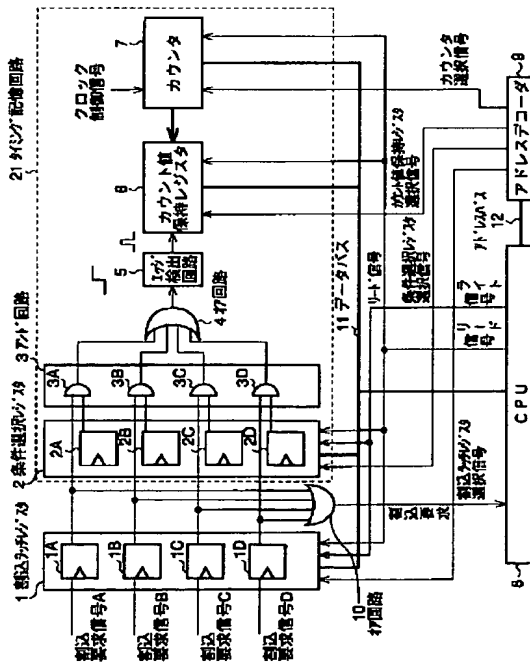 21 タイミング記憶回路
7
カウンタ
クロック
制御信号
カウンタ
選択信号
6
カウント値
保持レジスタ
カウント値保持レジスタ
選択信号
アドレスデコーダ
9
5
エッジ
検出
回路
4 オア回路
3 アンド回路
3A
3B
3C
3D
リード信号
条件選択レジスタ
選択信号
11 データバス
アドレスバス
12
2 条件選択レジスタ
2A
2B
2C
2D
リード
信号
ライト
信号
CPU
8
1 割込ラッチレジスタ
1A
1B
1C
1D
割込要求
割込ラッチレジスタ
選択信号
10
オア回路
割込
要求信号A
割込
要求信号B
割込
要求信号C
割込
要求信号D